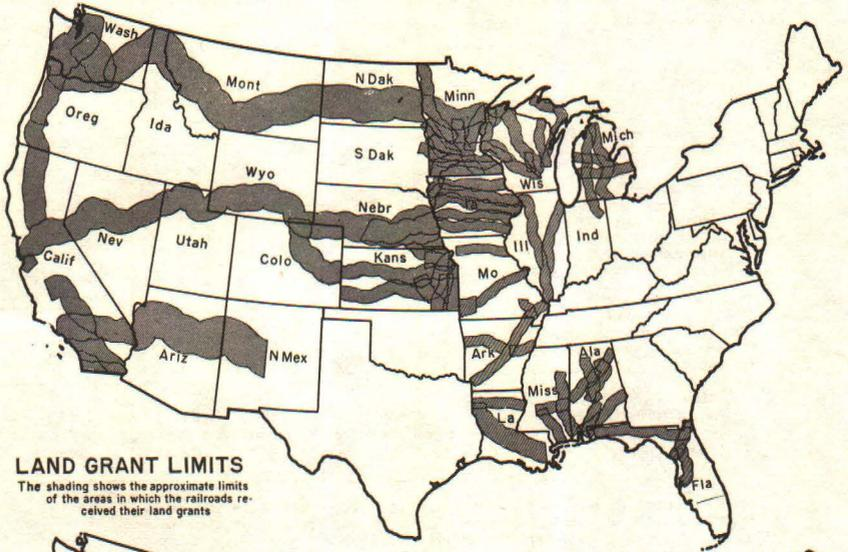 Wash
Mont
N Dak
Minn
Oreg
Ida
S Dak
Mich
Wyo
Wis
Nebr
Ia
Nev
Utah
Colo
Kans
Ill
Ind
Calif
Mo
Ariz
N Mex
Ark
Miss
Ala
La
Fla
LAND GRANT LIMITS
The shading shows the approximate limits
of the areas in which the railroads re-
ceived their land grants